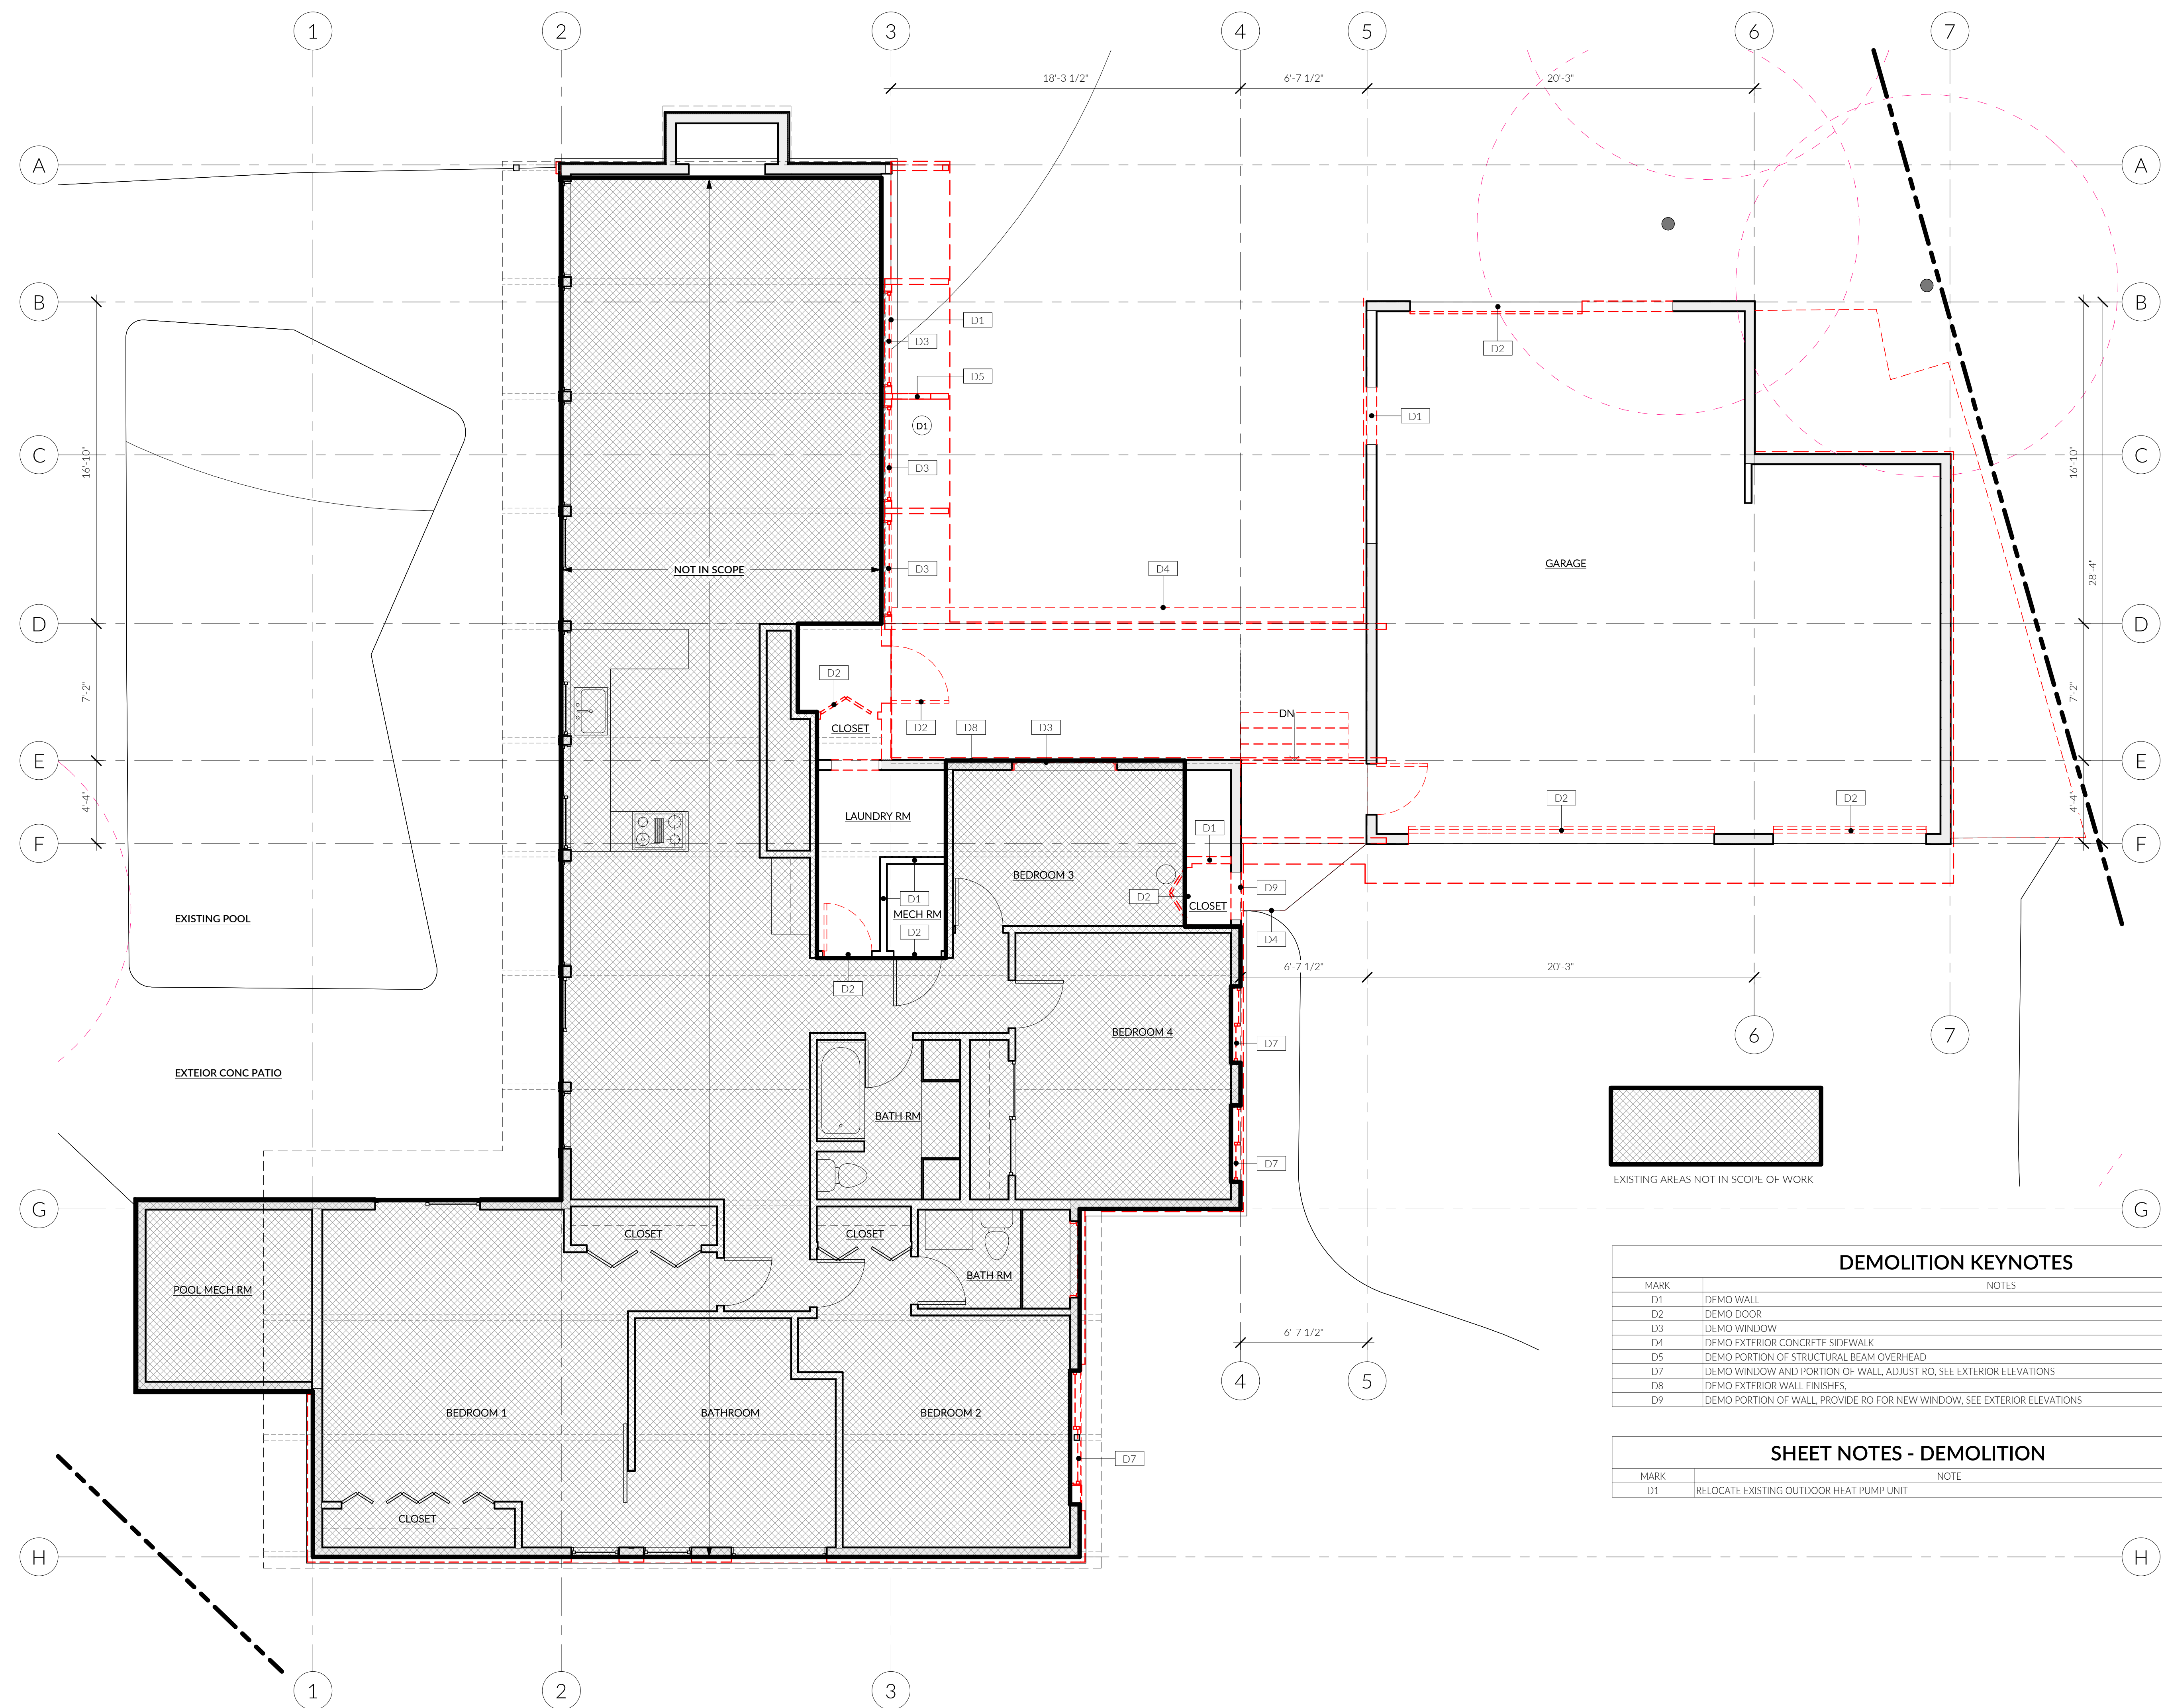 1 2 3 4 5 6 7
18'-3 1/2" 6'-7 1/2" 20'-3"
A A
B B
D1
D3
D2
D5
D1
D1
C C
16'-10" 16'-10"
D3
NOT IN SCOPE
D3
D4
GARAGE
28'-4"
D D
D2
7'-2" 7'-2"
CLOSET
D2 D8 D3
DN
E E
4'-4" 4'-4"
D2 D2
LAUNDRY RM
D1
F F
BEDROOM 3
D1
D2
D9
CLOSET
MECH RM
EXISTING POOL
D2
D4
6'-7 1/2" 20'-3"
D2
BEDROOM 4
6 7
D7
EXTEIOR CONC PATIO
BATH RM
D7
EXISTING AREAS NOT IN SCOPE OF WORK
G G
CLOSET CLOSET
BATH RM
POOL MECH RM
6'-7 1/2"
4 5
BEDROOM 1 BATHROOM BEDROOM 2
D7
CLOSET
DEMOLITION KEYNOTES
MARK NOTES
D1 DEMO WALL
D2 DEMO DOOR
D3 DEMO WINDOW
D4 DEMO EXTERIOR CONCRETE SIDEWALK
D5 DEMO PORTION OF STRUCTURAL BEAM OVERHEAD
D7 DEMO WINDOW AND PORTION OF WALL, ADJUST RO, SEE EXTERIOR ELEVATIONS
D8 DEMO EXTERIOR WALL FINISHES,
D9 DEMO PORTION OF WALL, PROVIDE RO FOR NEW WINDOW, SEE EXTERIOR ELEVATIONS
SHEET NOTES - DEMOLITION
MARK NOTE
D1 RELOCATE EXISTING OUTDOOR HEAT PUMP UNIT
H H
1 2 3